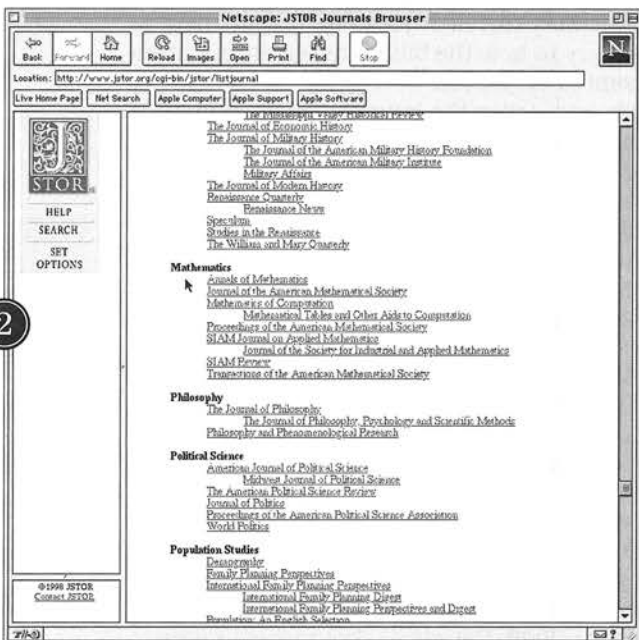 Netscape: JSTOR Journals Browser
Back Forward Home Reload Images Open Print Find Stop
N
Location: http://www.jstor.org/cgi-bin/jstor/listjournal
Live Home Page Net Search Apple Computer Apple Support Apple Software
JSTOR
HELP
SEARCH
SET
OPTIONS
2
©1998 JSTOR
Contact JSTOR
The Mississippi Valley Historical Review
The Journal of Economic History
The Journal of Military History
The Journal of the American Military History Foundation
The Journal of the American Military Institute
Military Affairs
The Journal of Modern History
Renaissance Quarterly
Renaissance News
Speculum
Studies in the Renaissance
The William and Mary Quarterly
Mathematics
Annals of Mathematics
Journal of the American Mathematical Society
Mathematics of Computation
Mathematical Tables and Other Aids to Computation
Proceedings of the American Mathematical Society
SIAM Journal on Applied Mathematics
Journal of the Society for Industrial and Applied Mathematics
SIAM Review
Transactions of the American Mathematical Society
Philosophy
The Journal of Philosophy
The Journal of Philosophy, Psychology and Scientific Methods
Philosophy and Phenomenological Research
Political Science
American Journal of Political Science
Midwest Journal of Political Science
The American Political Science Review
Journal of Politics
Proceedings of the American Political Science Association
World Politics
Population Studies
Demography
Family Planning Perspectives
International Family Planning Perspectives
International Family Planning Digest
International Family Planning Perspectives and Digest
Population: An English Selection